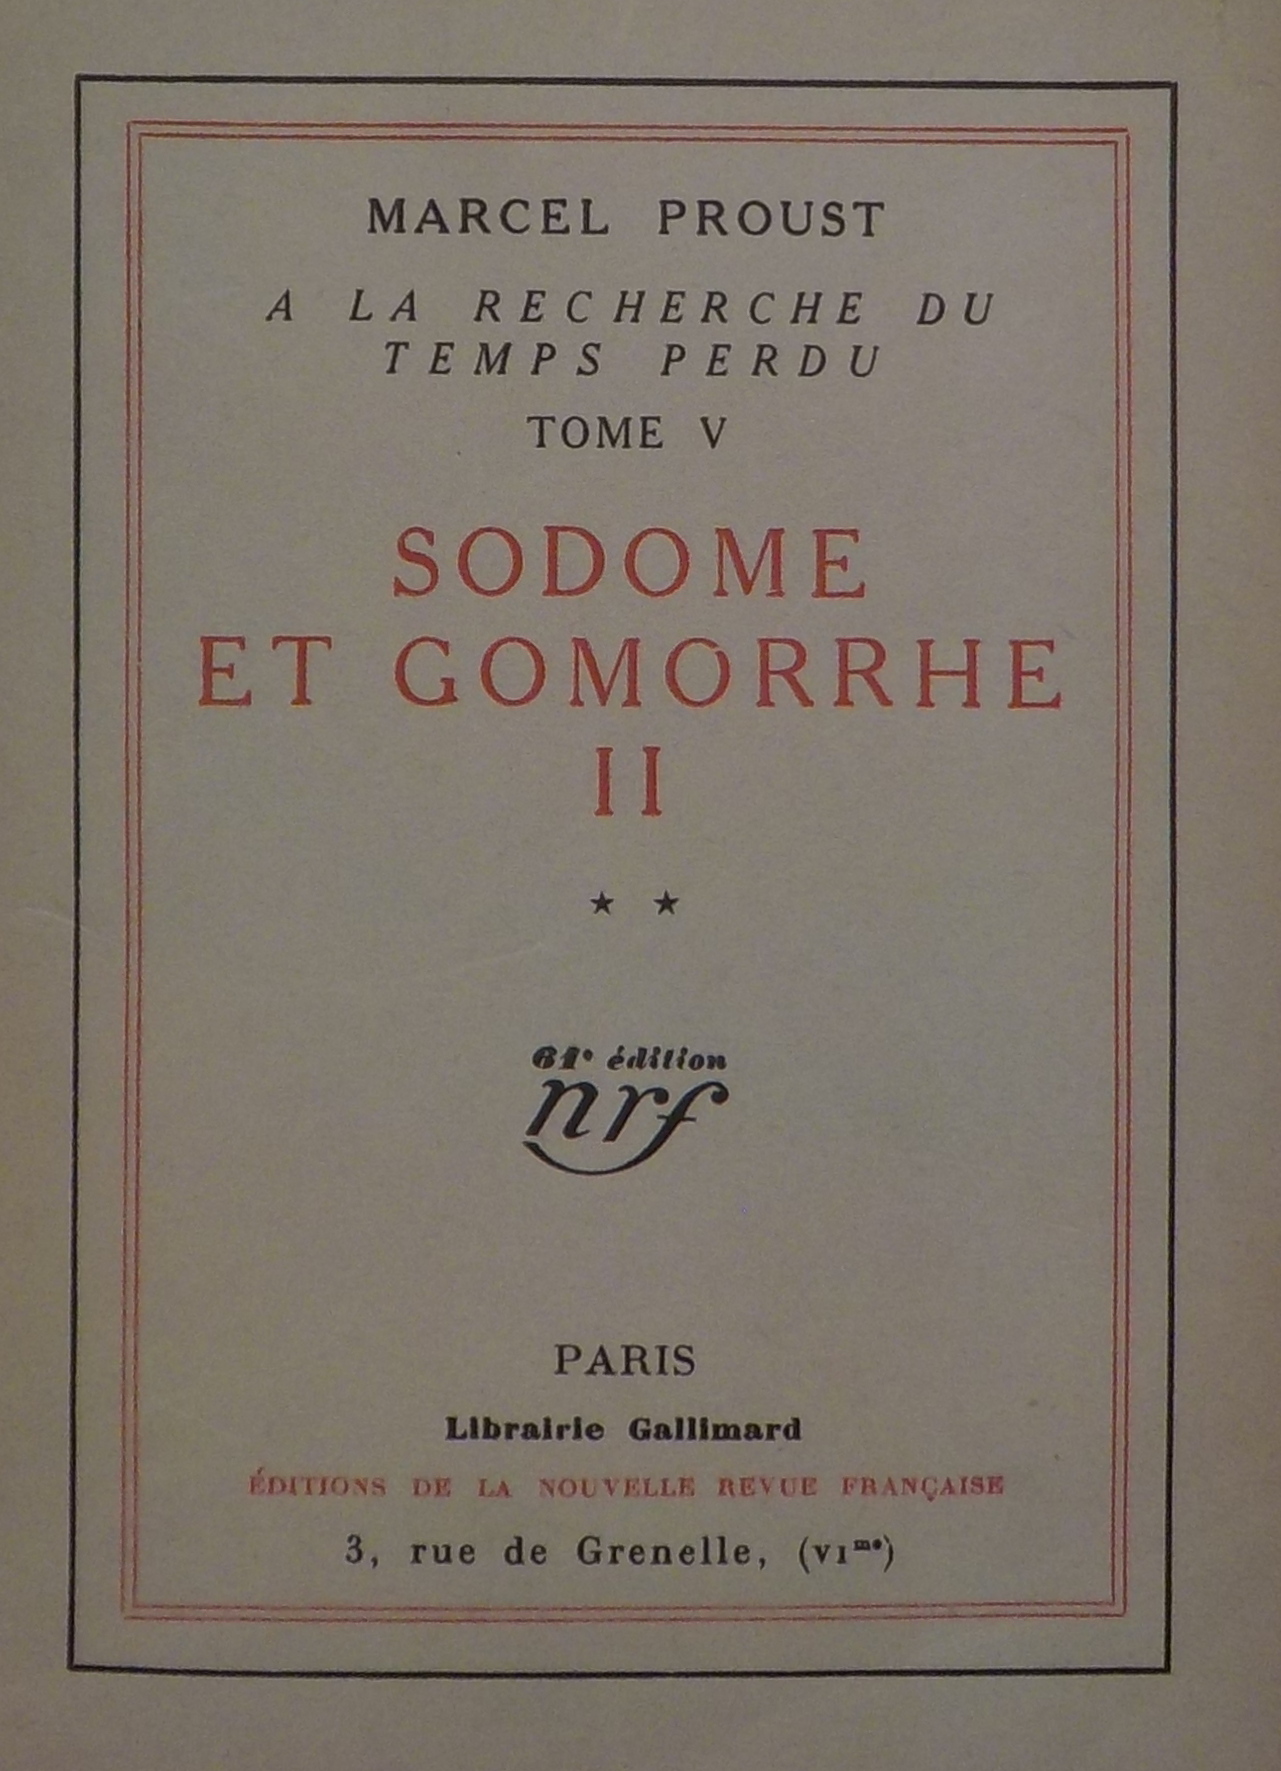 MARCEL PROUST
A LA RECHERCHE DU
TEMPS PERDU
TOME V
SODOME
ET GOMORRHE
II
★ ★
61e édition
nrf
PARIS
Librairie Gallimard
ÉDITIONS DE LA NOUVELLE REVUE FRANÇAISE
3, rue de Grenelle, (VIme)